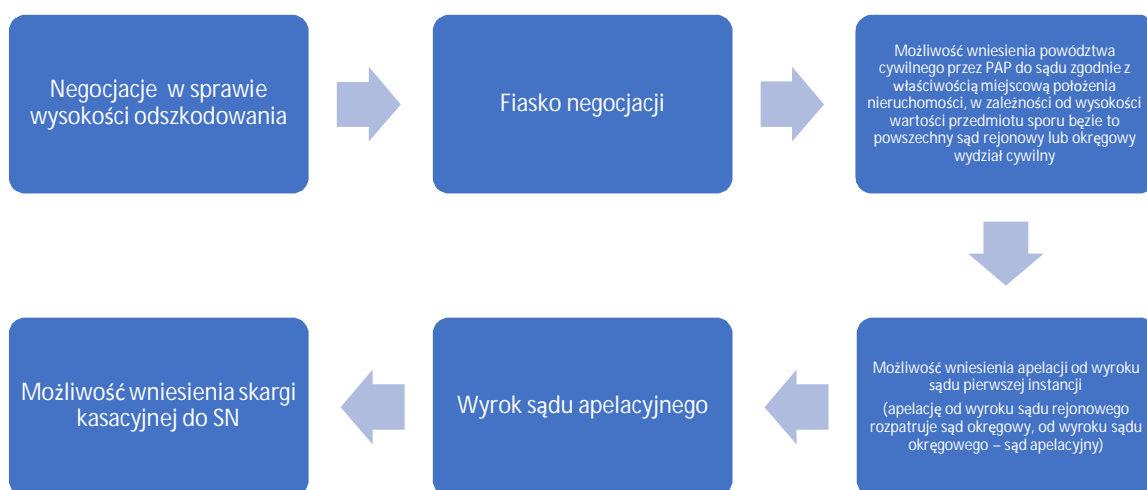 Negocjacje w sprawie
wysokości odszkodowania
Fiasko negocjacji
Możliwość wniesienia powództwa
cywilnego przez PAP do sądu zgodnie z
właściwością miejscową położenia
nieruchomości, w zależności od wysokości
wartości przedmiotu sporu bęzie to
powszechny sąd rejonowy lub okręgowy
wydział cywilny
Możliwość wniesienia apelacji od wyroku
sądu pierwszej instancji
(apelację od wyroku sądu rejonowego
rozpatruje sąd okręgowy, od wyroku sądu
okręgowego – sąd apelacyjny)
Wyrok sądu apelacyjnego
Możliwość wniesienia skargi
kasacyjnej do SN